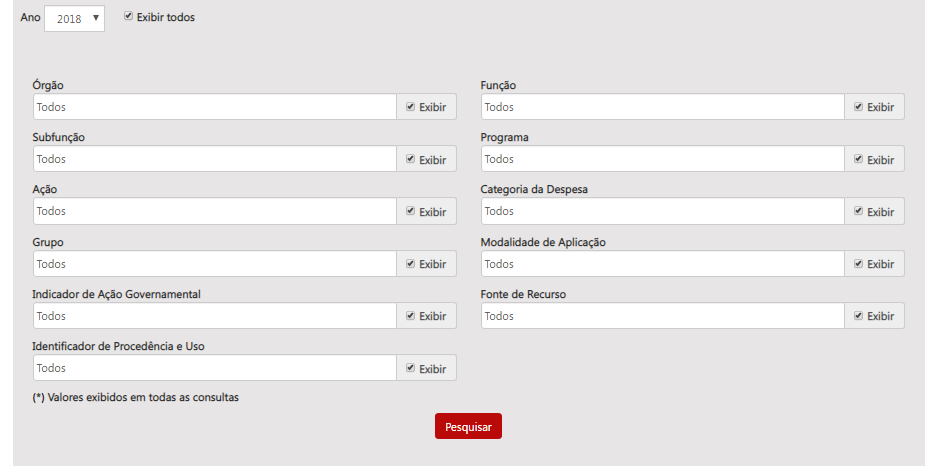 Ano 2018 Exibir todos
Órgão Função
Todos Exibir Todos Exibir
Subfunção Programa
Todos Exibir Todos Exibir
Ação Categoria da Despesa
Todos Exibir Todos Exibir
Grupo Modalidade de Aplicação
Todos Exibir Todos Exibir
Indicador de Ação Governamental Fonte de Recurso
Todos Exibir Todos Exibir
Identificador de Procedência e Uso
Todos Exibir
(*) Valores exibidos em todas as consultas
Pesquisar